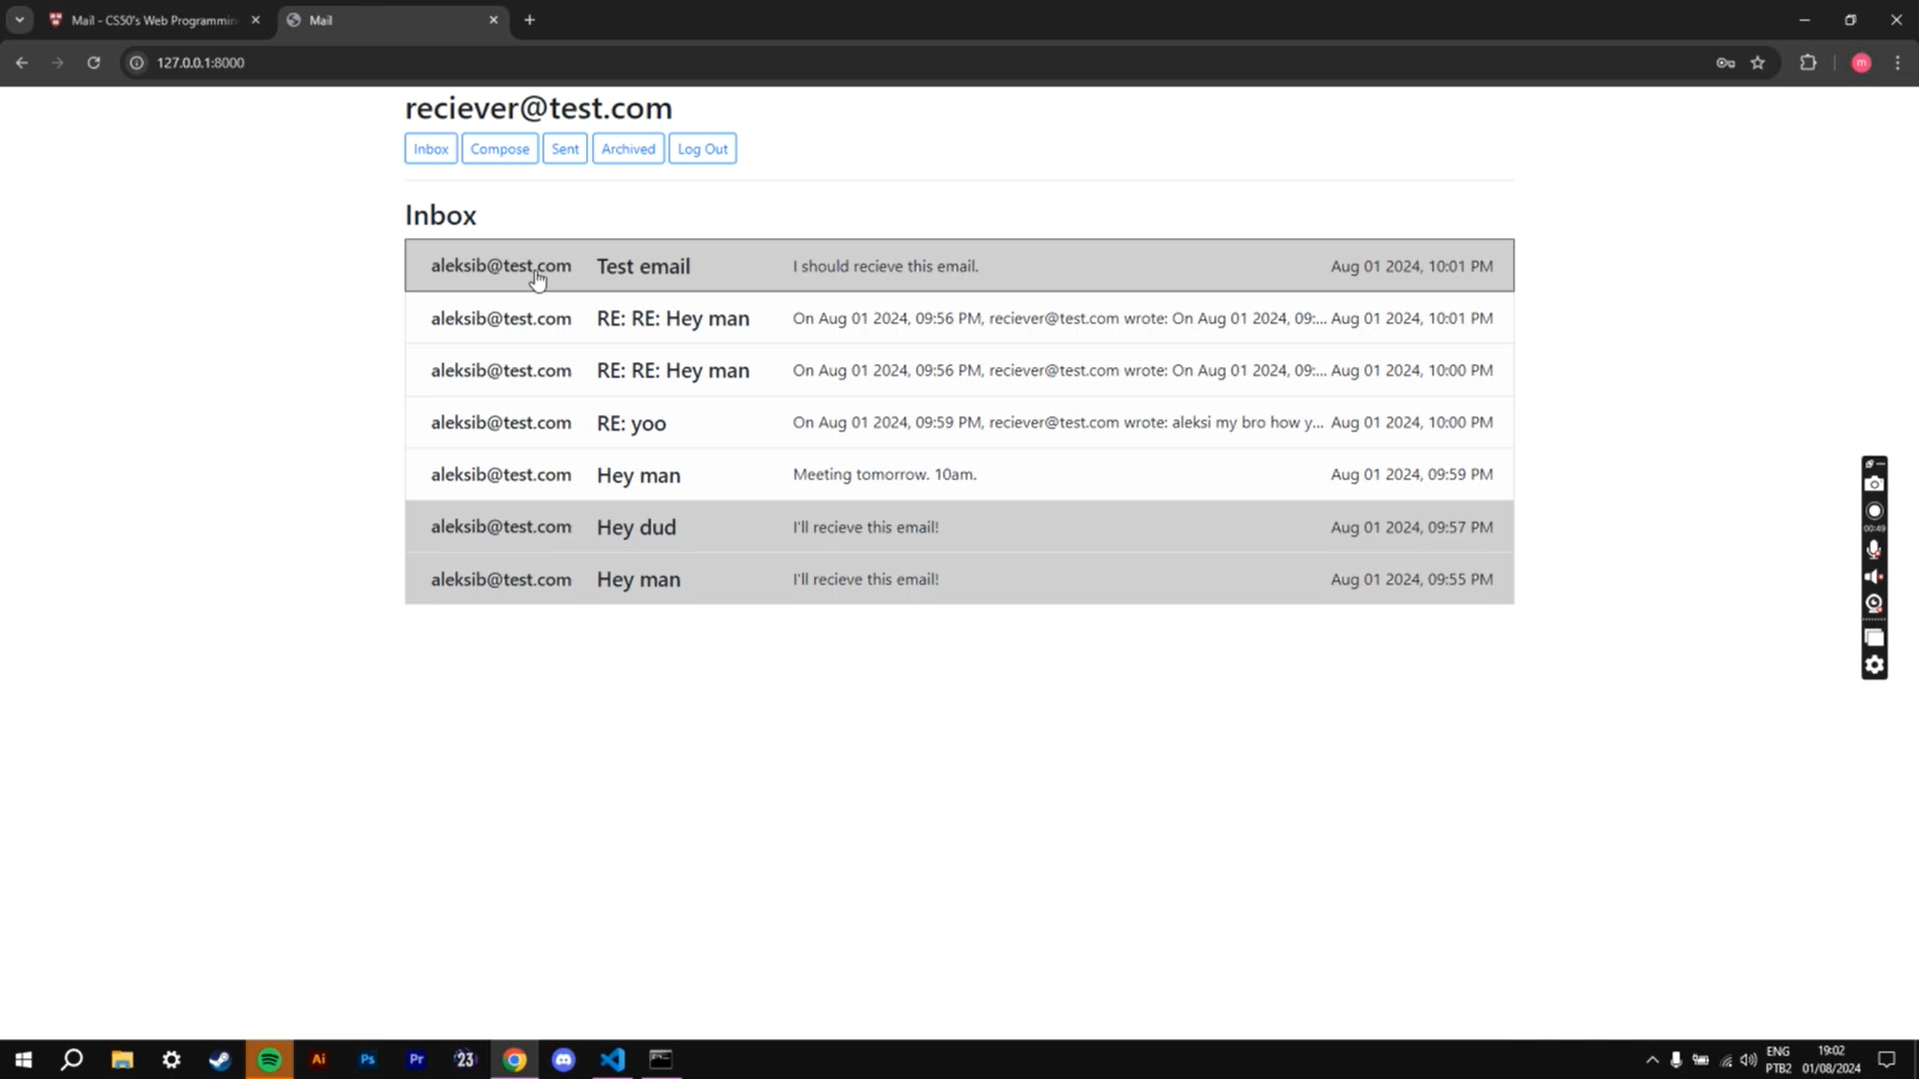 Mail - CS50's Web Programmin
Mail
127.0.0.1:8000
m
reciever@test.com
Inbox Compose Sent Archived Log Out
Inbox
aleksib@test.com Test email I should recieve this email. Aug 01 2024, 10:01 PM
aleksib@test.com RE: RE: Hey man On Aug 01 2024, 09:56 PM, reciever@test.com wrote: On Aug 01 2024, 09:... Aug 01 2024, 10:01 PM
aleksib@test.com RE: RE: Hey man On Aug 01 2024, 09:56 PM, reciever@test.com wrote: On Aug 01 2024, 09:... Aug 01 2024, 10:00 PM
aleksib@test.com RE: yoo On Aug 01 2024, 09:59 PM, reciever@test.com wrote: aleksi my bro how y... Aug 01 2024, 10:00 PM
aleksib@test.com Hey man Meeting tomorrow. 10am. Aug 01 2024, 09:59 PM
aleksib@test.com Hey dud I'll recieve this email! Aug 01 2024, 09:57 PM
aleksib@test.com Hey man I'll recieve this email! Aug 01 2024, 09:55 PM
00:49
Ai Ps Pr 23
ENG 19:02
PTB2 01/08/2024